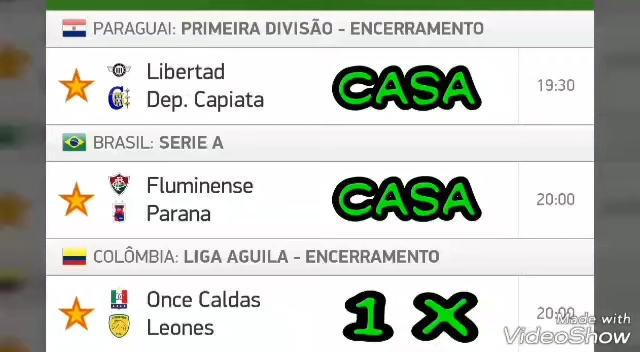 PARAGUAI: PRIMEIRA DIVISÃO - ENCERRAMENTO
Libertad
Dep. Capiata
CASA
19:30
BRASIL: SERIE A
Fluminense
Parana
CASA
20:00
COLÔMBIA: LIGA AGUILA - ENCERRAMENTO
Once Caldas
Leones
1 X
20:00
Made with
VideoShow